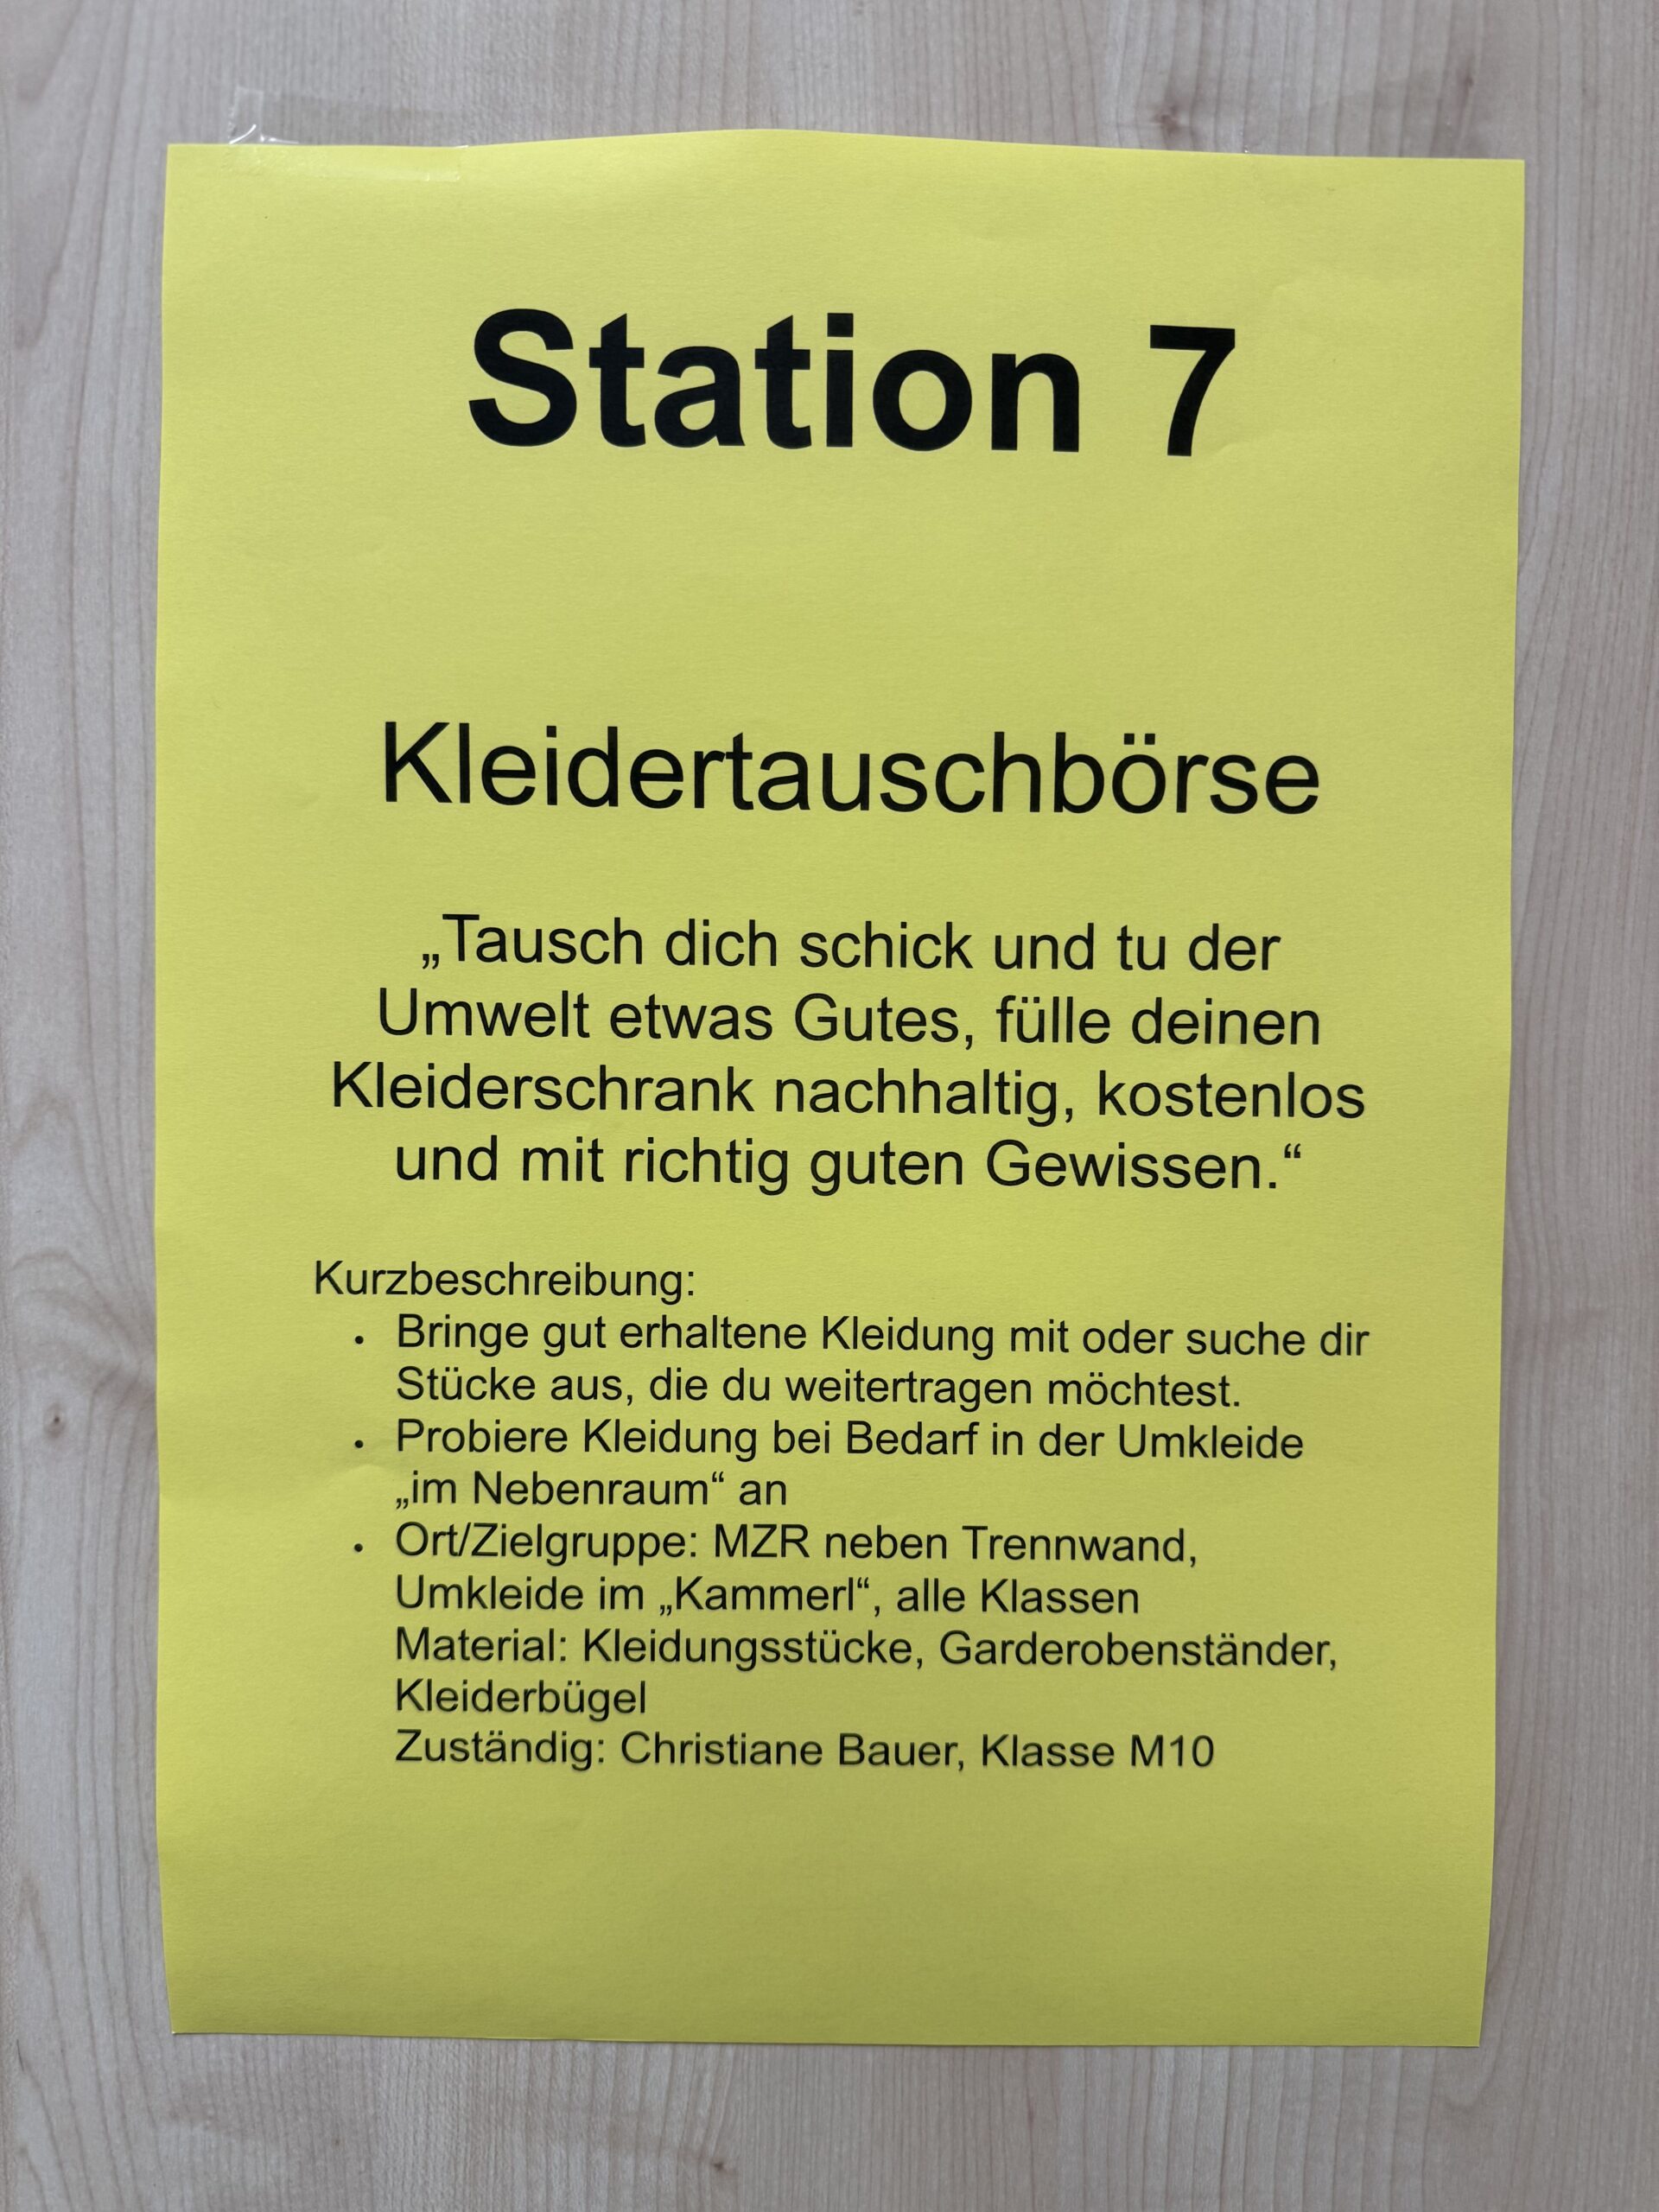 Station 7
Kleidertauschbörse
„Tausch dich schick und tu der
Umwelt etwas Gutes, fülle deinen
Kleiderschrank nachhaltig, kostenlos
und mit richtig guten Gewissen.“
Kurzbeschreibung:
• Bringe gut erhaltene Kleidung mit oder suche dir
Stücke aus, die du weitertragen möchtest.
• Probiere Kleidung bei Bedarf in der Umkleide
„im Nebenraum“ an
• Ort/Zielgruppe: MZR neben Trennwand,
Umkleide im „Kammerl“, alle Klassen
Material: Kleidungsstücke, Garderobenständer,
Kleiderbügel
Zuständig: Christiane Bauer, Klasse M10